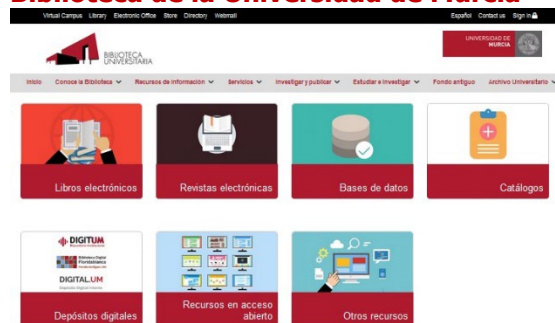 Biblioteca de la Universidad de Murcia
Virtual Campus Library Electronic Office Store Directory Webmail Español Contact us Sign in
BIBLIOTECA
UNIVERSITARIA
UNIVERSIDAD DE
MURCIA
Inicio Conoce la Biblioteca Recursos de Información Servicios Investigar y publicar Estudiar e investigar Fondo antiguo Archivo Universitario
Libros electrónicos
Revistas electrónicas
Bases de datos
Catálogos
DIGITUM
Biblioteca Digital
Floridablanca
DIGITAL.UM
Depósitos digitales
Recursos en acceso
abierto
Otros recursos